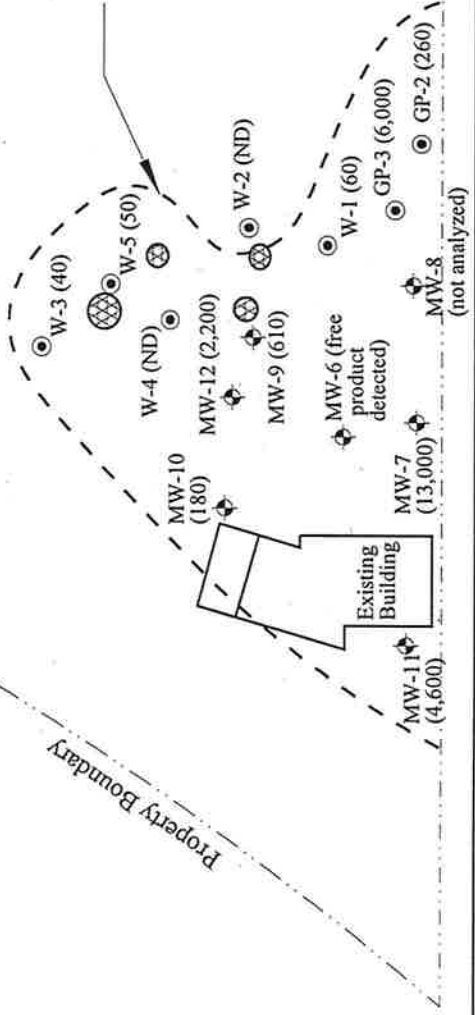 W-3 (40)
W-5 (50)
W-4 (ND)
W-2 (ND)
MW-12 (2,200)
MW-9 (610)
W-1 (60)
GP-3 (6,000)
GP-2 (260)
MW-10
(180)
MW-6 (free
product
detected)
MW-8
(not analyzed)
MW-7
(13,000)
Existing
Building
MW-11
(4,600)
Property Boundary